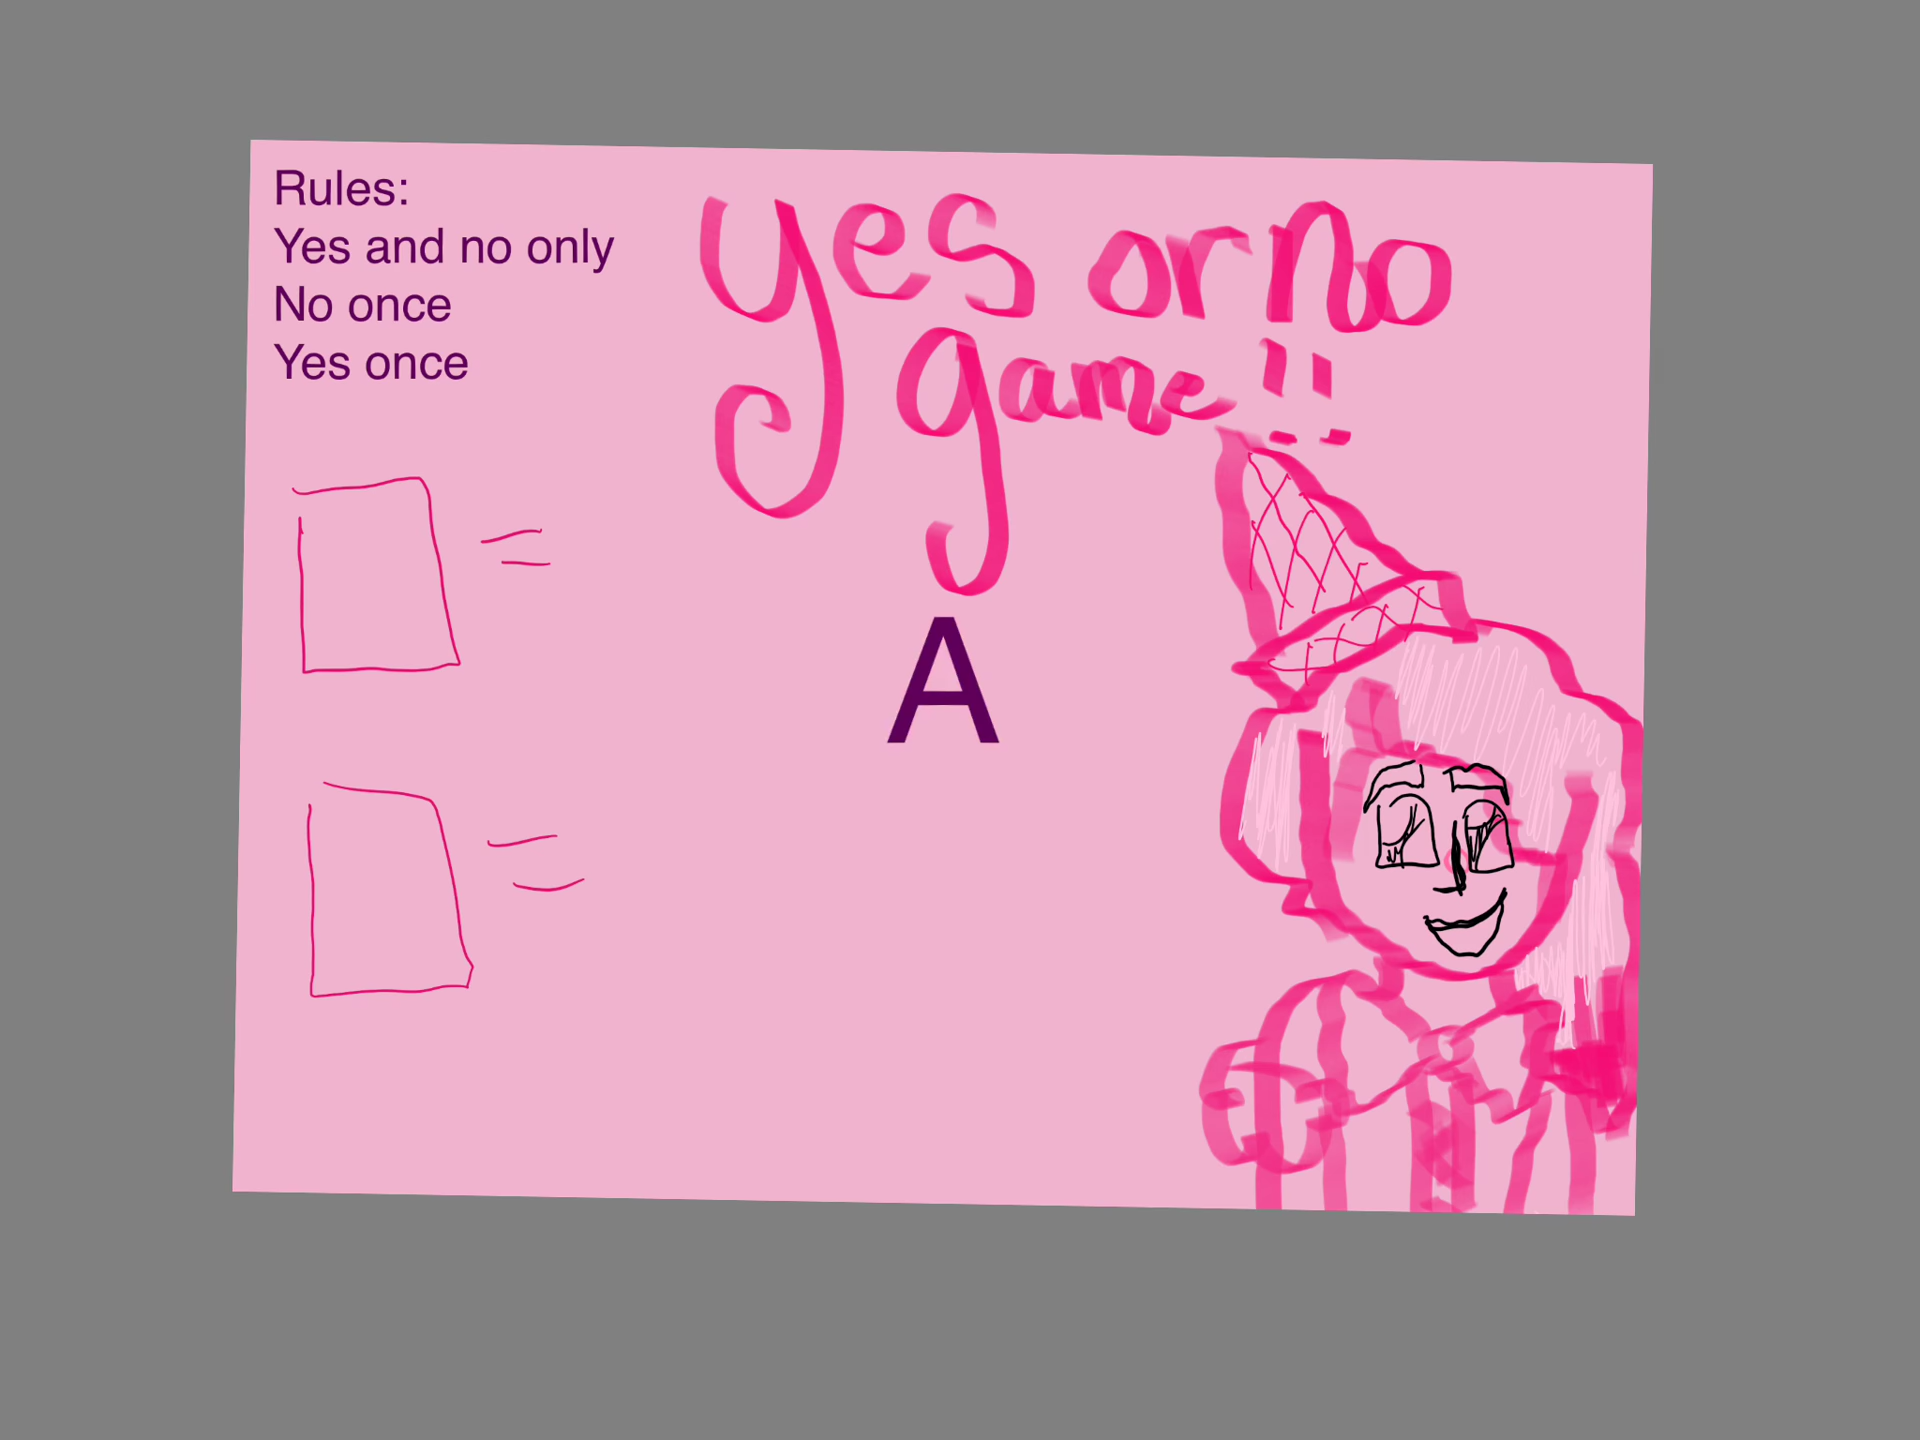 Rules:
Yes and no only
No once
Yes once
yes or no
game!!
A